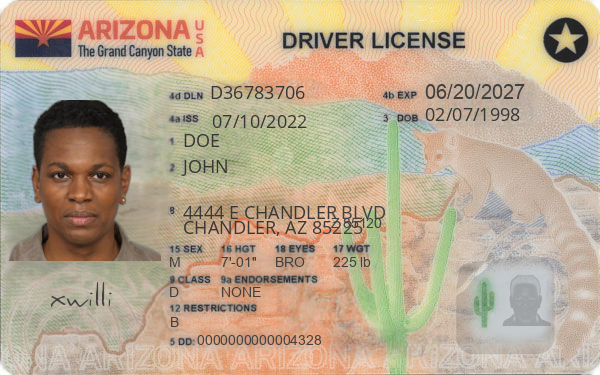 ARIZONA USA
The Grand Canyon State
DRIVER LICENSE
4d DLN D36783706
4b EXP 06/20/2027
4a ISS 07/10/2022
3 DOB 02/07/1998
1 DOE
2 JOHN
8 4444 E CHANDLER BLVD
CHANDLER, AZ 85225
15 SEX 16 HGT 18 EYES 17 WGT
M 7'-01" BRO 225 lb
9 CLASS 9a ENDORSEMENTS
D NONE
12 RESTRICTIONS
B
xwilli
5 DD: 0000000000004328
ARIZONA ARIZONA ARIZONA ARIZONA